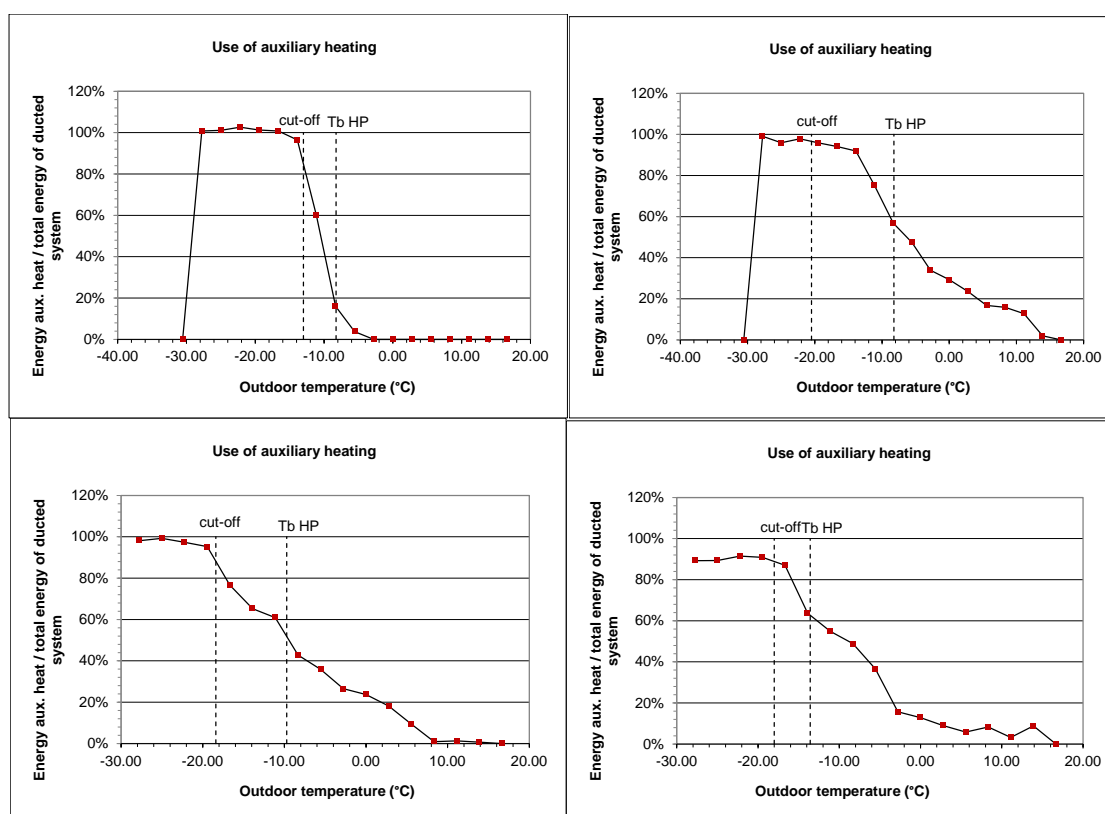 Use of auxiliary heating
Energy aux. heat / total energy of ducted
system
120%
100%
80%
60%
40%
20%
0%
cut-off Tb HP
-40.00 -30.00 -20.00 -10.00 0.00 10.00 20.00
Outdoor temperature (°C)
Use of auxiliary heating
Energy aux. heat / total energy of ducted
system
120%
100%
80%
60%
40%
20%
0%
cut-off Tb HP
-40.00 -30.00 -20.00 -10.00 0.00 10.00 20.00
Outdoor temperature (°C)
Use of auxiliary heating
Energy aux. heat / total energy of ducted
system
120%
100%
80%
60%
40%
20%
0%
cut-off Tb HP
-30.00 -20.00 -10.00 0.00 10.00 20.00
Outdoor temperature (°C)
Use of auxiliary heating
Energy aux. heat / total energy of ducted
system
120%
100%
80%
60%
40%
20%
0%
cut-off Tb HP
-30.00 -20.00 -10.00 0.00 10.00 20.00
Outdoor temperature (°C)